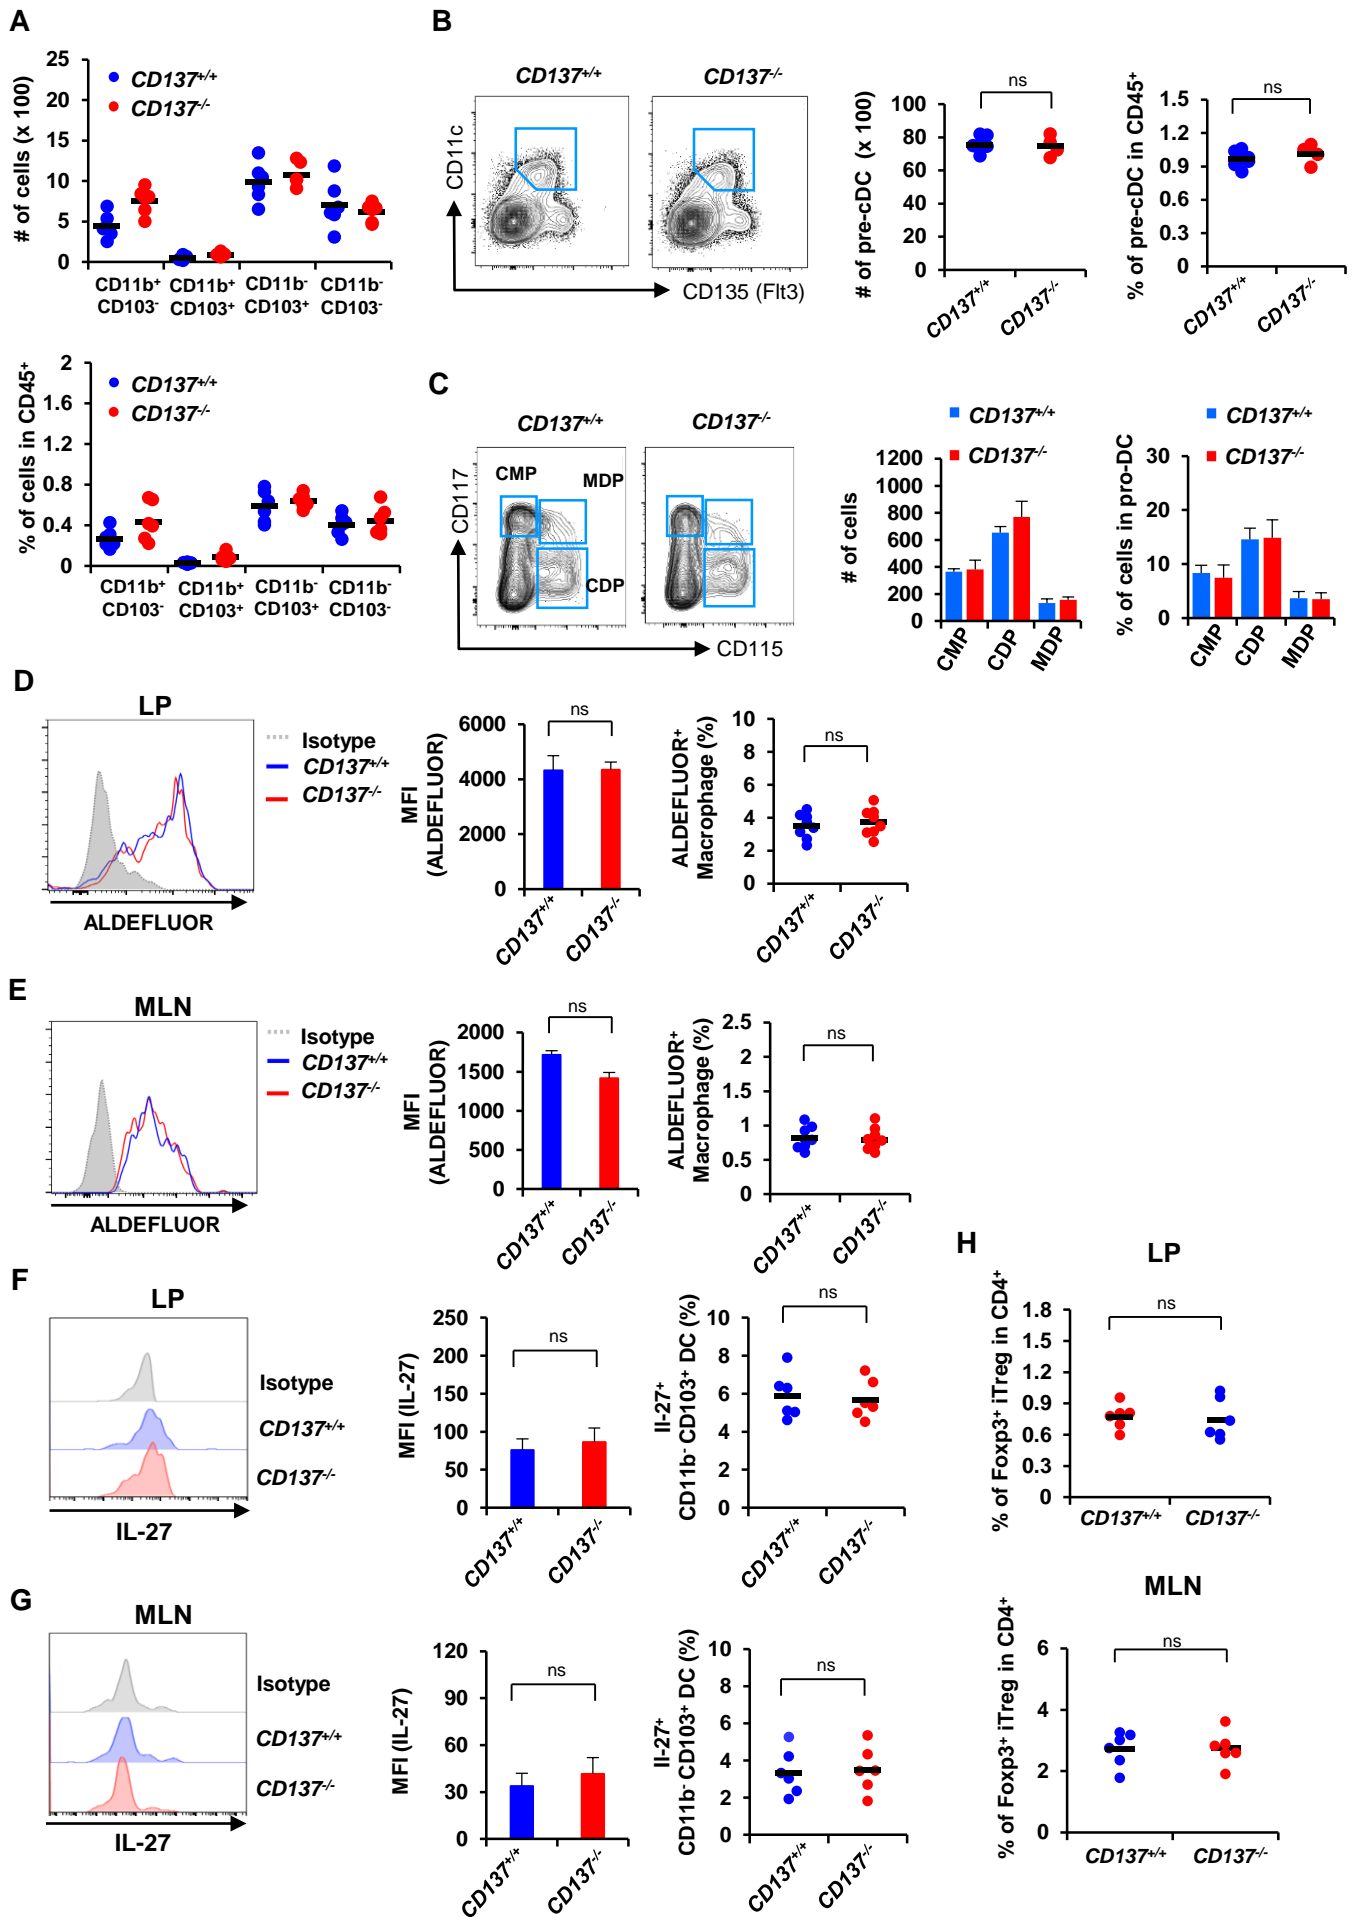 A
25
20
15
10
5
0
# of cells (x 100)
CD137+/+
CD137-/-
CD11b+ CD11b+ CD11b- CD11b-
CD103- CD103+ CD103+ CD103-
2
1.6
1.2
0.8
0.4
0
% of cells in CD45+
CD137+/+
CD137-/-
CD11b+ CD11b+ CD11b- CD11b-
CD103- CD103+ CD103+ CD103-
B
CD137+/+ CD137-/-
CD11c
CD135 (Flt3)
# of pre-cDC (x 100)
100
80
60
40
20
0
ns
CD137+/+ CD137-/-
% of pre-cDC in CD45+
1.5
1.2
0.9
0.6
0.3
0
ns
CD137+/+ CD137-/-
C
CD137+/+ CD137-/-
CD117
CMP MDP
CDP
CD115
CD137+/+
CD137-/-
# of cells
1200
1000
800
600
400
200
0
CMP CDP MDP
CD137+/+
CD137-/-
% of cells in pro-DC
30
20
10
0
CMP CDP MDP
D
LP
ALDEFLUOR
Isotype
CD137+/+
CD137-/-
MFI
(ALDEFLUOR)
6000
4000
2000
0
ns
CD137+/+ CD137-/-
ALDEFLUOR+
Macrophage (%)
10
8
6
4
2
0
ns
CD137+/+ CD137-/-
E
MLN
ALDEFLUOR
Isotype
CD137+/+
CD137-/-
MFI
(ALDEFLUOR)
2000
1500
1000
500
0
ns
CD137+/+ CD137-/-
ALDEFLUOR+
Macrophage (%)
2.5
2
1.5
1
0.5
0
ns
CD137+/+ CD137-/-
F
LP
Isotype
CD137+/+
CD137-/-
IL-27
MFI (IL-27)
250
200
150
100
50
0
ns
CD137+/+ CD137-/-
Il-27+
CD11b- CD103+ DC (%)
10
8
6
4
2
0
ns
CD137+/+ CD137-/-
G
MLN
Isotype
CD137+/+
CD137-/-
IL-27
MFI (IL-27)
120
90
60
30
0
ns
CD137+/+ CD137-/-
Il-27+
CD11b- CD103+ DC (%)
10
8
6
4
2
0
ns
CD137+/+ CD137-/-
H
LP
% of Foxp3+ iTreg in CD4+
1.8
1.5
1.2
0.9
0.6
0.3
0
ns
CD137+/+ CD137-/-
MLN
% of Foxp3+ iTreg in CD4+
6
4
2
0
ns
CD137+/+ CD137-/-